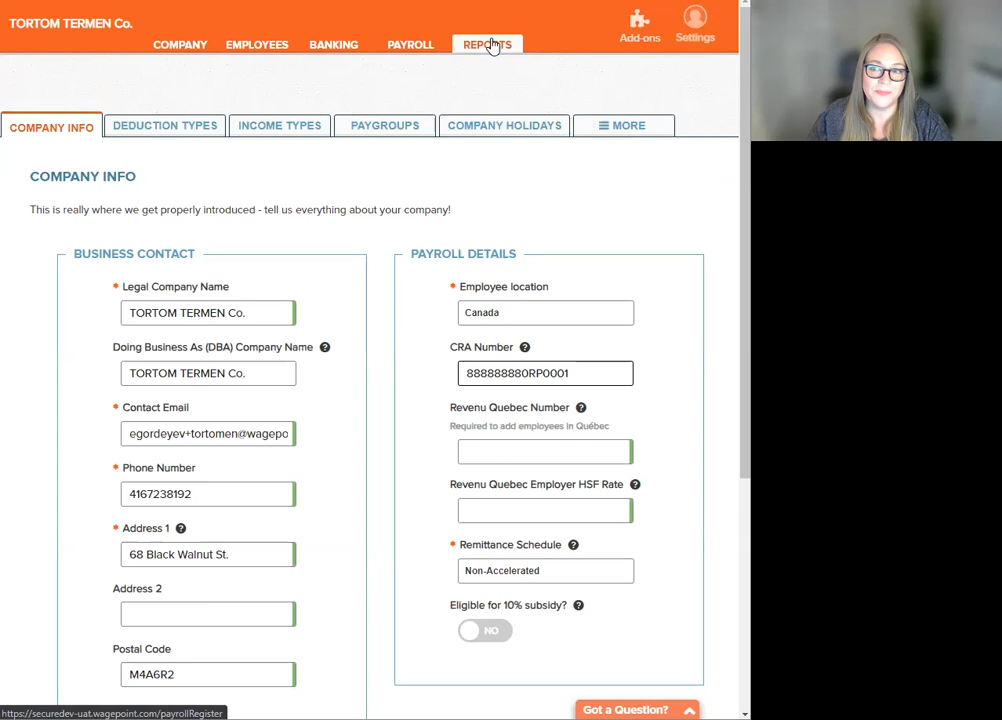 TORTOM TERMEN Co.
Add-ons
Settings
COMPANY
EMPLOYEES
BANKING
PAYROLL
REPORTS
COMPANY INFO
DEDUCTION TYPES
INCOME TYPES
PAYGROUPS
COMPANY HOLIDAYS
MORE
COMPANY INFO
This is really where we get properly introduced - tell us everything about your company!
BUSINESS CONTACT
* Legal Company Name
TORTOM TERMEN Co.
Doing Business As (DBA) Company Name ?
TORTOM TERMEN Co.
* Contact Email
egordeyev+tortomen@wagepo
* Phone Number
4167238192
* Address 1 ?
68 Black Walnut St.
Address 2
Postal Code
M4A6R2
PAYROLL DETAILS
* Employee location
Canada
CRA Number ?
888888880RP0001
Revenu Quebec Number ?
Required to add employees in Québec
Revenu Quebec Employer HSF Rate ?
* Remittance Schedule ?
Non-Accelerated
Eligible for 10% subsidy? ?
NO
Got a Question?
https://securedev-uat.wagepoint.com/payrollRegister